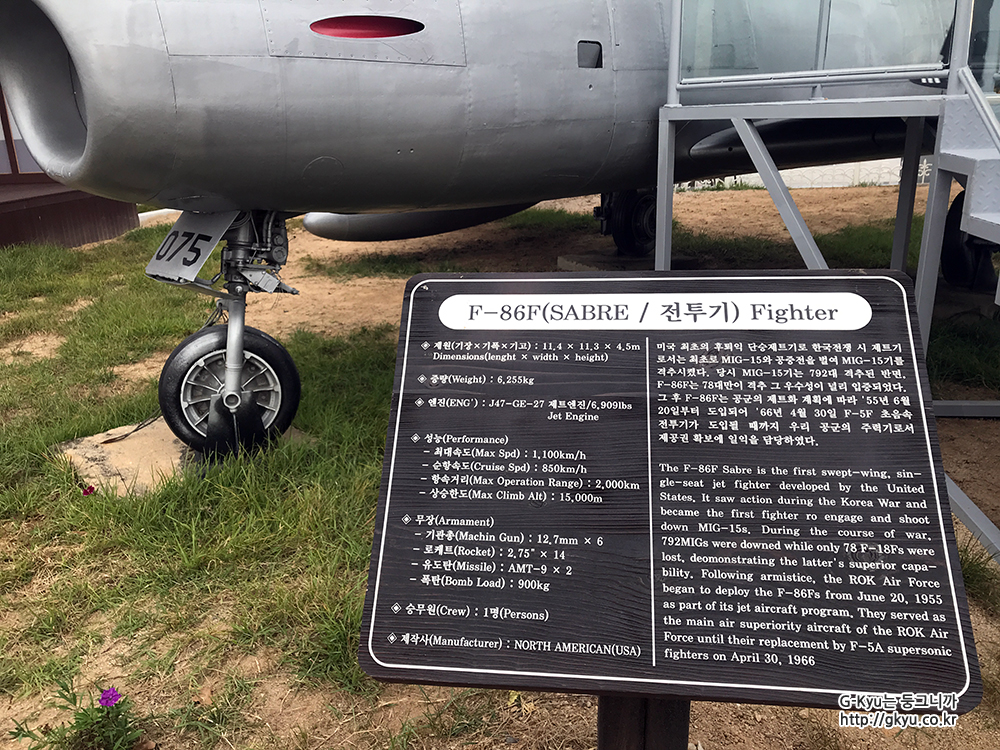 075
F-86F(SABRE / 전투기) Fighter
◈ 제원(기장×기폭×기고) : 11.4 × 11.3 × 4.5m
Dimensions(lenght × width × height)
◈ 중량(Weight) : 6,255kg
◈ 엔진(ENG') : J47-GE-27 제트엔진/6,909lbs
Jet Engine
◈ 성능(Performance)
- 최대속도(Max Spd) : 1,100km/h
- 순항속도(Cruise Spd) : 850km/h
- 항속거리(Max Operation Range) : 2,000km
- 상승한도(Max Climb Alt) : 15,000m
◈ 무장(Armament)
- 기관총(Machin Gun) : 12.7mm × 6
- 로케트(Rocket) : 2.75" × 14
- 유도탄(Missile) : AMT-9 × 2
- 폭탄(Bomb Load) : 900kg
◈ 승무원(Crew) : 1명(Persons)
◈ 제작사(Manufacturer) : NORTH AMERICAN(USA)
미국 최초의 후퇴익 단승제트기로 한국전쟁 시 제트기
로서는 최초로 MIG-15와 공중전을 벌여 MIG-15기를
격추시켰다. 당시 MIG-15기는 792대 격추된 반면,
F-86F는 78대만이 격추 그 우수성이 널리 입증되었다.
그 후 F-86F는 공군의 제트화 계획에 따라 '55년 6월
20일부터 도입되어 '66년 4월 30일 F-5F 초음속
전투기가 도입될 때까지 우리 공군의 주력기로서
제공권 확보에 일익을 담당하였다.
The F-86F Sabre is the first swept-wing, sin-
gle-seat jet fighter developed by the United
States. It saw action during the Korea War and
became the first fighter ro engage and shoot
down MIG-15s. During the course of war,
792MIGs were downed while only 78 F-18Fs were
lost, deomonstrating the latter's superior capa-
bility. Following armistice, the ROK Air Force
began to deploy the F-86Fs from June 20, 1955
as part of its jet aircraft program. They served as
the main air superiority aircraft of the ROK Air
Force until their replacement by F-5A supersonic
fighters on April 30, 1966
G-Kyu는 둥그니까
http://gkyu.co.kr